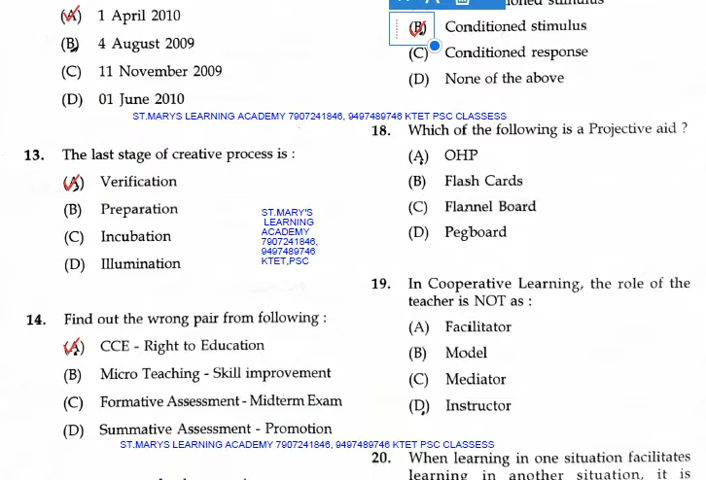 (A) 1 April 2010
(B) 4 August 2009
(C) 11 November 2009
(D) 01 June 2010
ST.MARYS LEARNING ACADEMY 7907241846, 9497489746 KTET PSC CLASSESS
13. The last stage of creative process is :
(A) Verification
(B) Preparation
(C) Incubation
(D) Illumination
ST.MARY'S
LEARNING
ACADEMY
7907241846,
9497489746
KTET,PSC
14. Find out the wrong pair from following :
(A) CCE - Right to Education
(B) Micro Teaching - Skill improvement
(C) Formative Assessment - Midterm Exam
(D) Summative Assessment - Promotion
ST.MARYS LEARNING ACADEMY 7907241846, 9497489746 KTET PSC CLASSESS
(B) Conditioned stimulus
(C) Conditioned response
(D) None of the above
18. Which of the following is a Projective aid ?
(A) OHP
(B) Flash Cards
(C) Flannel Board
(D) Pegboard
19. In Cooperative Learning, the role of the
teacher is NOT as :
(A) Facilitator
(B) Model
(C) Mediator
(D) Instructor
20. When learning in one situation facilitates
learning in another situation, it is